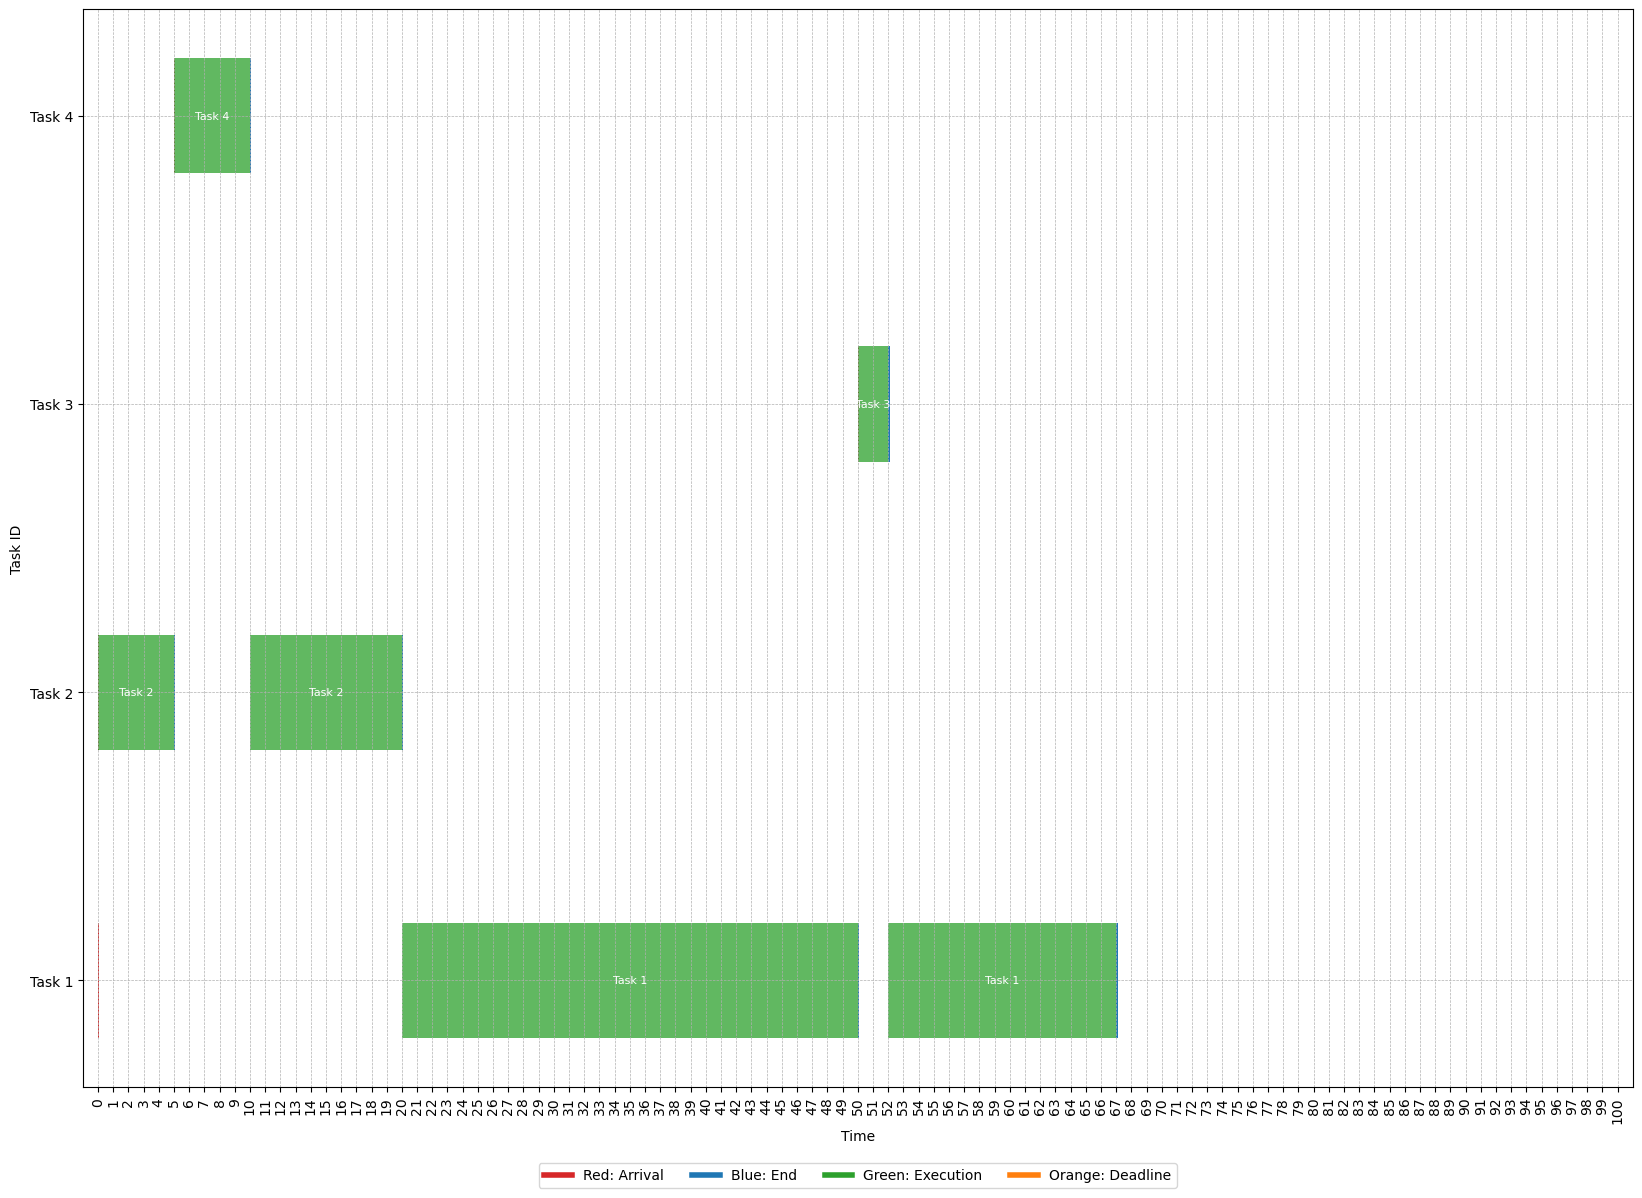 Task 4
Task 4
Task 3
Task 3
Task ID
Task 2
Task 2
Task 2
Task 1
Task 1
Task 1
0 1 2 3 4 5 6 7 8 9 10 11 12 13 14 15 16 17 18 19 20 21 22 23 24 25 26 27 28 29 30 31 32 33 34 35 36 37 38 39 40 41 42 43 44 45 46 47 48 49 50 51 52 53 54 55 56 57 58 59 60 61 62 63 64 65 66 67 68 69 70 71 72 73 74 75 76 77 78 79 80 81 82 83 84 85 86 87 88 89 90 91 92 93 94 95 96 97 98 99 100
Time
Red: Arrival Blue: End Green: Execution Orange: Deadline